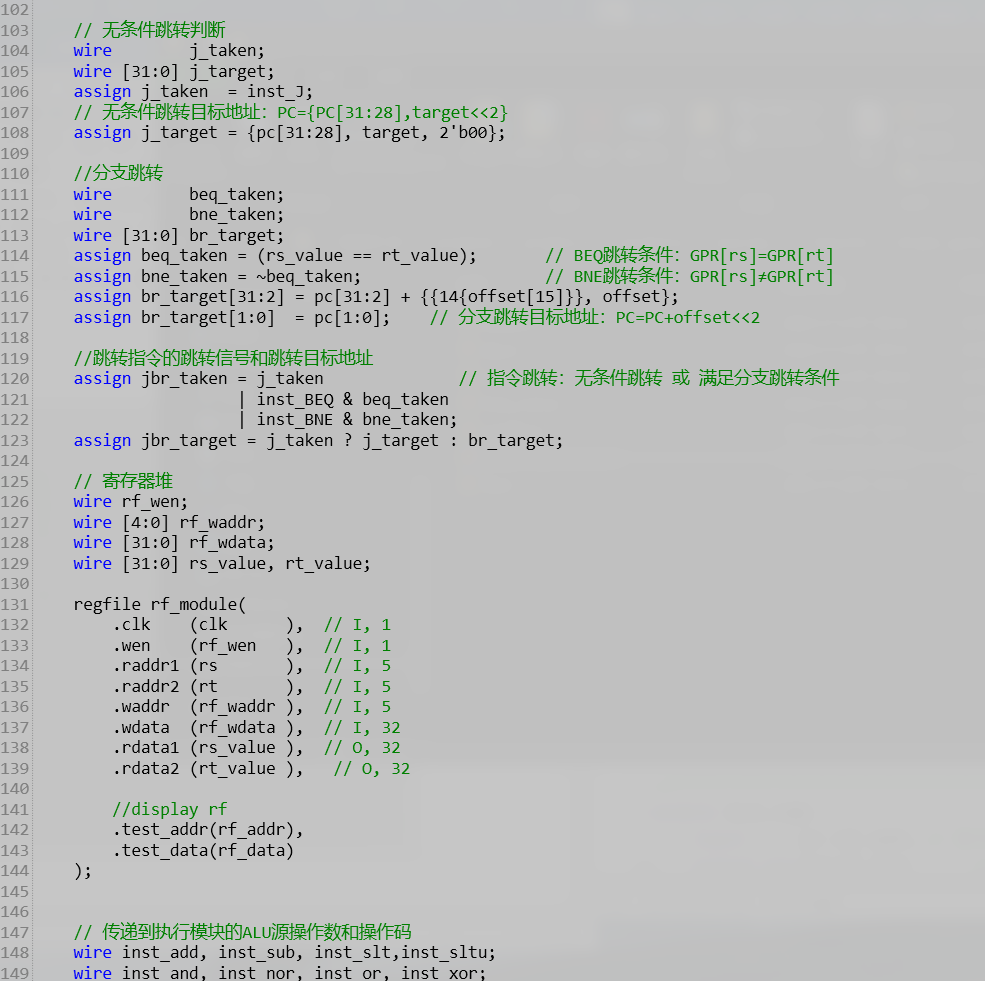 102
103 // 无条件跳转判断
104 wire j_taken;
105 wire [31:0] j_target;
106 assign j_taken = inst_J;
107 // 无条件跳转目标地址：PC={PC[31:28],target<<2}
108 assign j_target = {pc[31:28], target, 2'b00};
109
110 //分支跳转
111 wire beq_taken;
112 wire bne_taken;
113 wire [31:0] br_target;
114 assign beq_taken = (rs_value == rt_value); // BEQ跳转条件：GPR[rs]=GPR[rt]
115 assign bne_taken = ~beq_taken; // BNE跳转条件：GPR[rs]≠GPR[rt]
116 assign br_target[31:2] = pc[31:2] + {{14{offset[15]}}, offset};
117 assign br_target[1:0] = pc[1:0]; // 分支跳转目标地址：PC=PC+offset<<2
118
119 //跳转指令的跳转信号和跳转目标地址
120 assign jbr_taken = j_taken // 指令跳转：无条件跳转 或 满足分支跳转条件
121 | inst_BEQ & beq_taken
122 | inst_BNE & bne_taken;
123 assign jbr_target = j_taken ? j_target : br_target;
124
125 // 寄存器堆
126 wire rf_wen;
127 wire [4:0] rf_waddr;
128 wire [31:0] rf_wdata;
129 wire [31:0] rs_value, rt_value;
130
131 regfile rf_module(
132 .clk (clk ), // I, 1
133 .wen (rf_wen ), // I, 1
134 .raddr1 (rs ), // I, 5
135 .raddr2 (rt ), // I, 5
136 .waddr (rf_waddr ), // I, 5
137 .wdata (rf_wdata ), // I, 32
138 .rdata1 (rs_value ), // O, 32
139 .rdata2 (rt_value ), // O, 32
140
141 //display rf
142 .test_addr(rf_addr),
143 .test_data(rf_data)
144 );
145
146
147 // 传递到执行模块的ALU源操作数和操作码
148 wire inst_add, inst_sub, inst_slt,inst_sltu;
149 wire inst_and, inst_nor, inst_or, inst_xor;